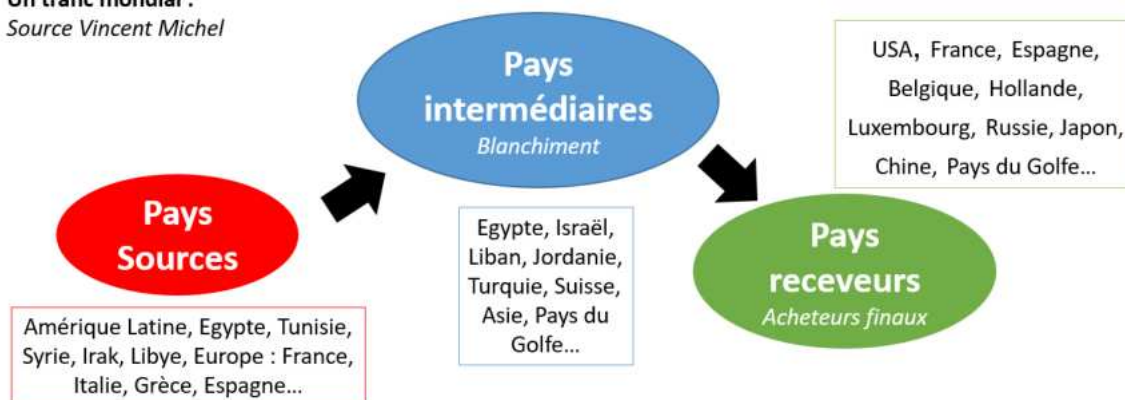 Un trafic mondial :
Source Vincent Michel
Pays
intermédiaires
Blanchiment
USA, France, Espagne,
Belgique, Hollande,
Luxembourg, Russie, Japon,
Chine, Pays du Golfe...
Pays
Sources
Egypte, Israël,
Liban, Jordanie,
Turquie, Suisse,
Asie, Pays du
Golfe...
Pays
receveurs
Acheteurs finaux
Amérique Latine, Egypte, Tunisie,
Syrie, Irak, Libye, Europe : France,
Italie, Grèce, Espagne...